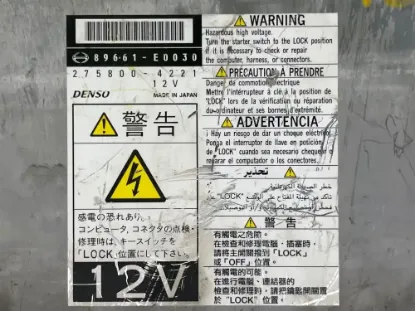 89661-E0030
275800-4221
12V
DENSO MADE IN JAPAN
警告
感電の恐れあり。
コンピュータ、コネクタの点検・
修理時は、キースイッチを
「LOCK」位置にして下さい。
12V
WARNING
Hazardous high voltage.
Turn the starter switch to the LOCK position
if it is necessary to check or repair
the computer, harness, or connectors.
PRÉCAUTION À PRENDRE
Danger de commotion électrique
Mettre l'interrupteur à clé à la position de
"LOCK" lors de la vérification ou réparation
du ordinateur et ses bornes d'extrémité.
ADVERTENCIA
¡ Hay un riesgo de dar un choque eléctrico!
Ponga el interruptor de llave en posición
de "LOCK" cuando sea necesario chequear o
reparar el computador o los conectores.
تحذير
خطر الصدمة الكهربائية
"LOCK"
警告
有觸電之危險。
在檢查和修理電腦、插塞時，
請將主開關撥到「LOCK」
或「OFF」位置。
有觸電的可能。
在進行電腦、連結器的
檢查和修理時，請把鑰匙開關置
於"LOCK"位置。